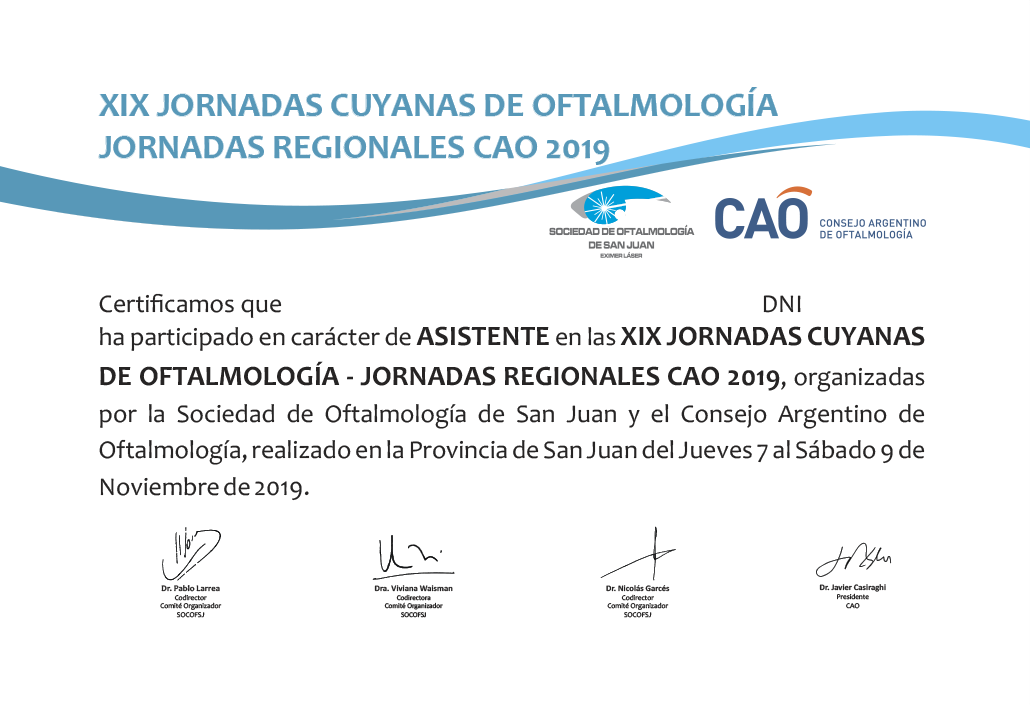 XIX JORNADAS CUYANAS DE OFTALMOLOGÍA
JORNADAS REGIONALES CAO 2019
SOCIEDAD DE OFTALMOLOGÍA
DE SAN JUAN
EXIMER LÁSER
CAO
CONSEJO ARGENTINO
DE OFTALMOLOGÍA
Certificamos que DNI
ha participado en carácter de ASISTENTE en las XIX JORNADAS CUYANAS
DE OFTALMOLOGÍA - JORNADAS REGIONALES CAO 2019, organizadas
por la Sociedad de Oftalmología de San Juan y el Consejo Argentino de
Oftalmología, realizado en la Provincia de San Juan del Jueves 7 al Sábado 9 de
Noviembre de 2019.
Dr. Pablo Larrea
Codirector
Comité Organizador
SOCOFSJ
Dra. Viviana Waisman
Codirectora
Comité Organizador
SOCOFSJ
Dr. Nicolás Garcés
Codirector
Comité Organizador
SOCOFSJ
Dr. Javier Casiraghi
Presidente
CAO